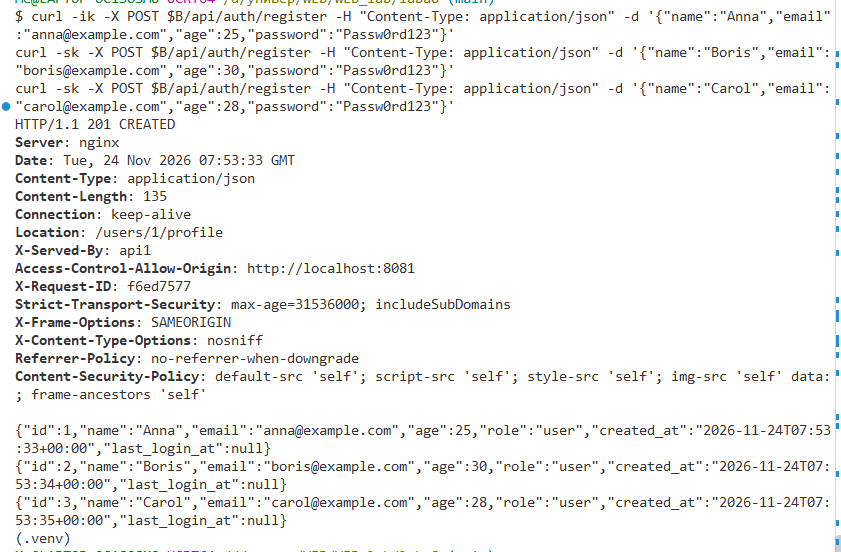 $ curl -ik -X POST $B/api/auth/register -H "Content-Type: application/json" -d '{"name":"Anna","email"
:"anna@example.com","age":25,"password":"Passw0rd123"}'
curl -sk -X POST $B/api/auth/register -H "Content-Type: application/json" -d '{"name":"Boris","email":
"boris@example.com","age":30,"password":"Passw0rd123"}'
curl -sk -X POST $B/api/auth/register -H "Content-Type: application/json" -d '{"name":"Carol","email":
"carol@example.com","age":28,"password":"Passw0rd123"}'
HTTP/1.1 201 CREATED
Server: nginx
Date: Tue, 24 Nov 2026 07:53:33 GMT
Content-Type: application/json
Content-Length: 135
Connection: keep-alive
Location: /users/1/profile
X-Served-By: api1
Access-Control-Allow-Origin: http://localhost:8081
X-Request-ID: f6ed7577
Strict-Transport-Security: max-age=31536000; includeSubDomains
X-Frame-Options: SAMEORIGIN
X-Content-Type-Options: nosniff
Referrer-Policy: no-referrer-when-downgrade
Content-Security-Policy: default-src 'self'; script-src 'self'; style-src 'self'; img-src 'self' data:
; frame-ancestors 'self'
{"id":1,"name":"Anna","email":"anna@example.com","age":25,"role":"user","created_at":"2026-11-24T07:53
:33+00:00","last_login_at":null}
{"id":2,"name":"Boris","email":"boris@example.com","age":30,"role":"user","created_at":"2026-11-24T07:
53:34+00:00","last_login_at":null}
{"id":3,"name":"Carol","email":"carol@example.com","age":28,"role":"user","created_at":"2026-11-24T07:
53:35+00:00","last_login_at":null}
(.venv)